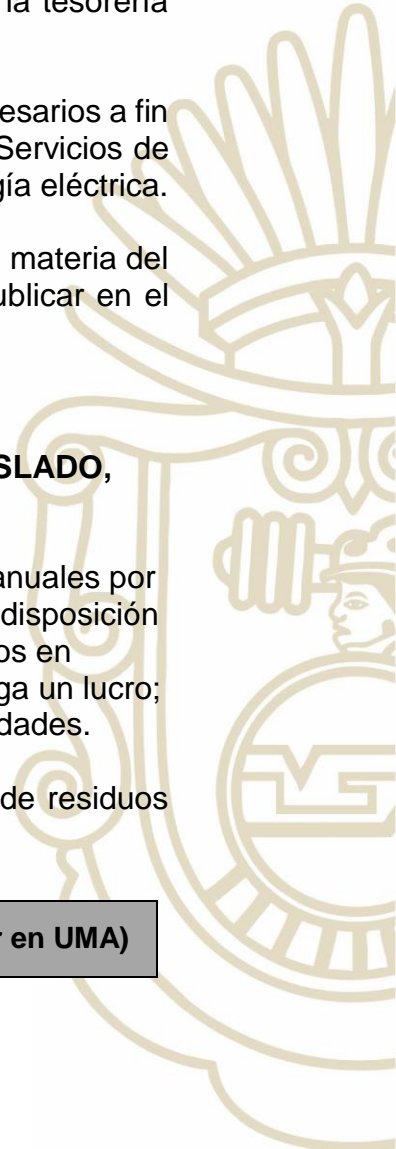 la tesorería
esarios a fin
Servicios de
gía eléctrica.
materia del
ublicar en el
SLADO,
anuales por
disposición
os en
ga un lucro;
dades.
de residuos
r en UMA)